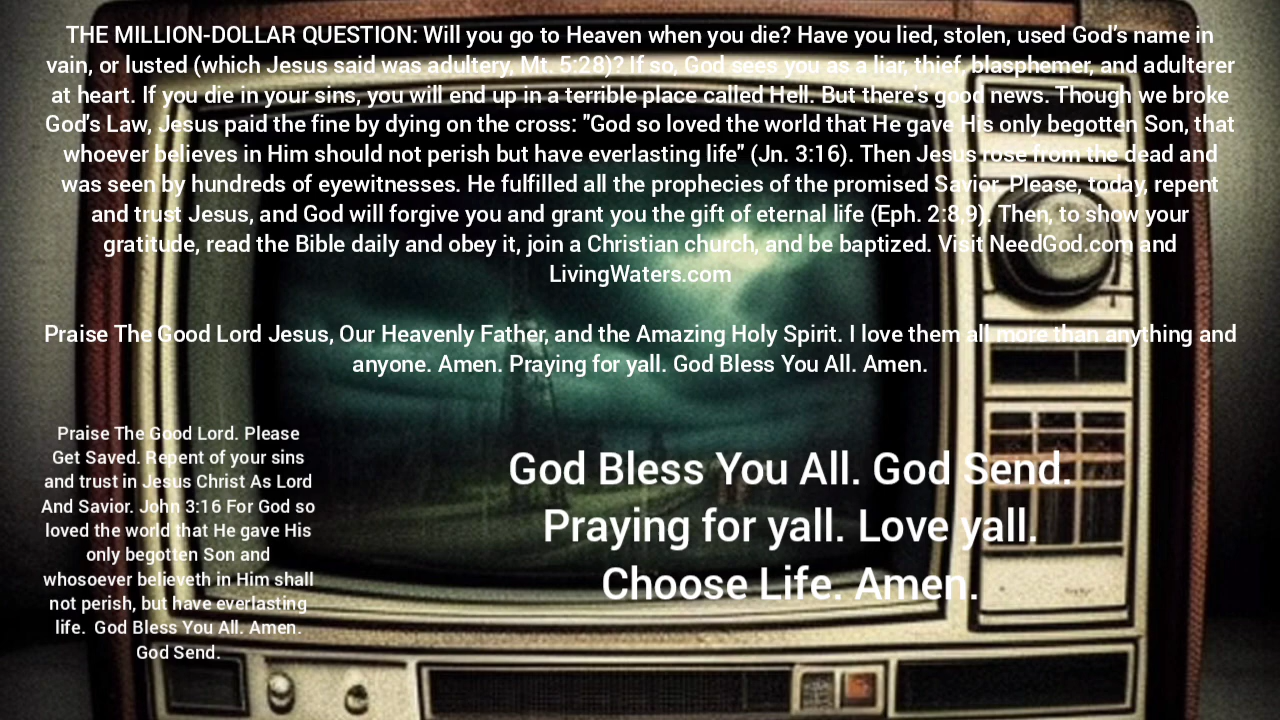 THE MILLION-DOLLAR QUESTION: Will you go to Heaven when you die? Have you lied, stolen, used God's name in
vain, or lusted (which Jesus said was adultery, Mt. 5:28)? If so, God sees you as a liar, thief, blasphemer, and adulterer
at heart. If you die in your sins, you will end up in a terrible place called Hell. But there's good news. Though we broke
God's Law, Jesus paid the fine by dying on the cross: "God so loved the world that He gave His only begotten Son, that
whoever believes in Him should not perish but have everlasting life" (Jn. 3:16). Then Jesus rose from the dead and
was seen by hundreds of eyewitnesses. He fulfilled all the prophecies of the promised Savior. Please, today, repent
and trust Jesus, and God will forgive you and grant you the gift of eternal life (Eph. 2:8,9). Then, to show your
gratitude, read the Bible daily and obey it, join a Christian church, and be baptized. Visit NeedGod.com and
LivingWaters.com
Praise The Good Lord Jesus, Our Heavenly Father, and the Amazing Holy Spirit. I love them all more than anything and
anyone. Amen. Praying for yall. God Bless You All. Amen.
Praise The Good Lord. Please
Get Saved. Repent of your sins
and trust in Jesus Christ As Lord
And Savior. John 3:16 For God so
loved the world that He gave His
only begotten Son and
whosoever believeth in Him shall
not perish, but have everlasting
life.  God Bless You All. Amen.
God Send.
God Bless You All. God Send.
Praying for yall. Love yall.
Choose Life. Amen.